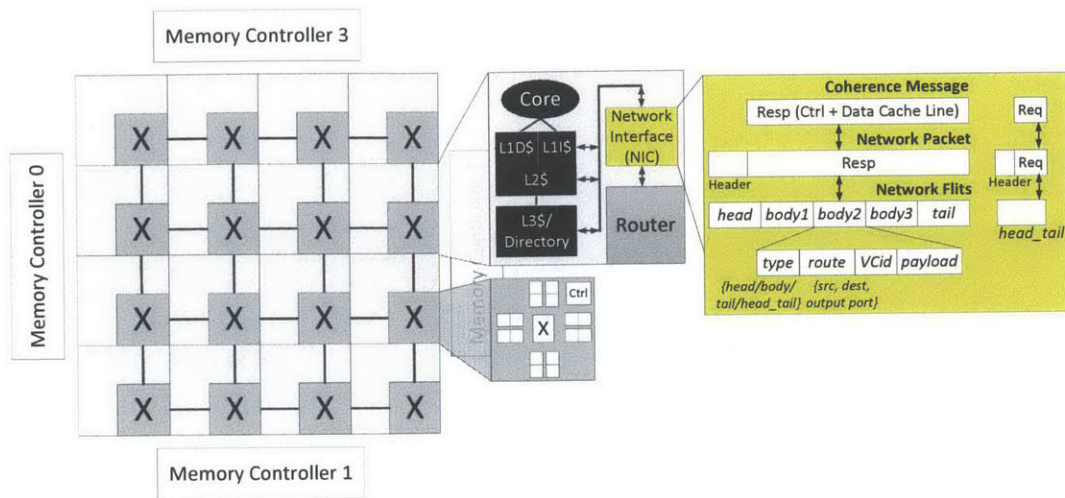 Memory Controller 3
Memory Controller 0
Memory Controller 1
Memory
X X X X
X X X X
X X X X
X X X X
Core
L1D$ L1I$
L2$
L3$/
Directory
Network
Interface
(NIC)
Router
Ctrl
X
Coherence Message
Resp (Ctrl + Data Cache Line)
Req
Network Packet
Resp
Req
Header
Header
Network Flits
head body1 body2 body3 tail
head_tail
type route VCid payload
{head/body/
tail/head_tail}
{src, dest,
output port}